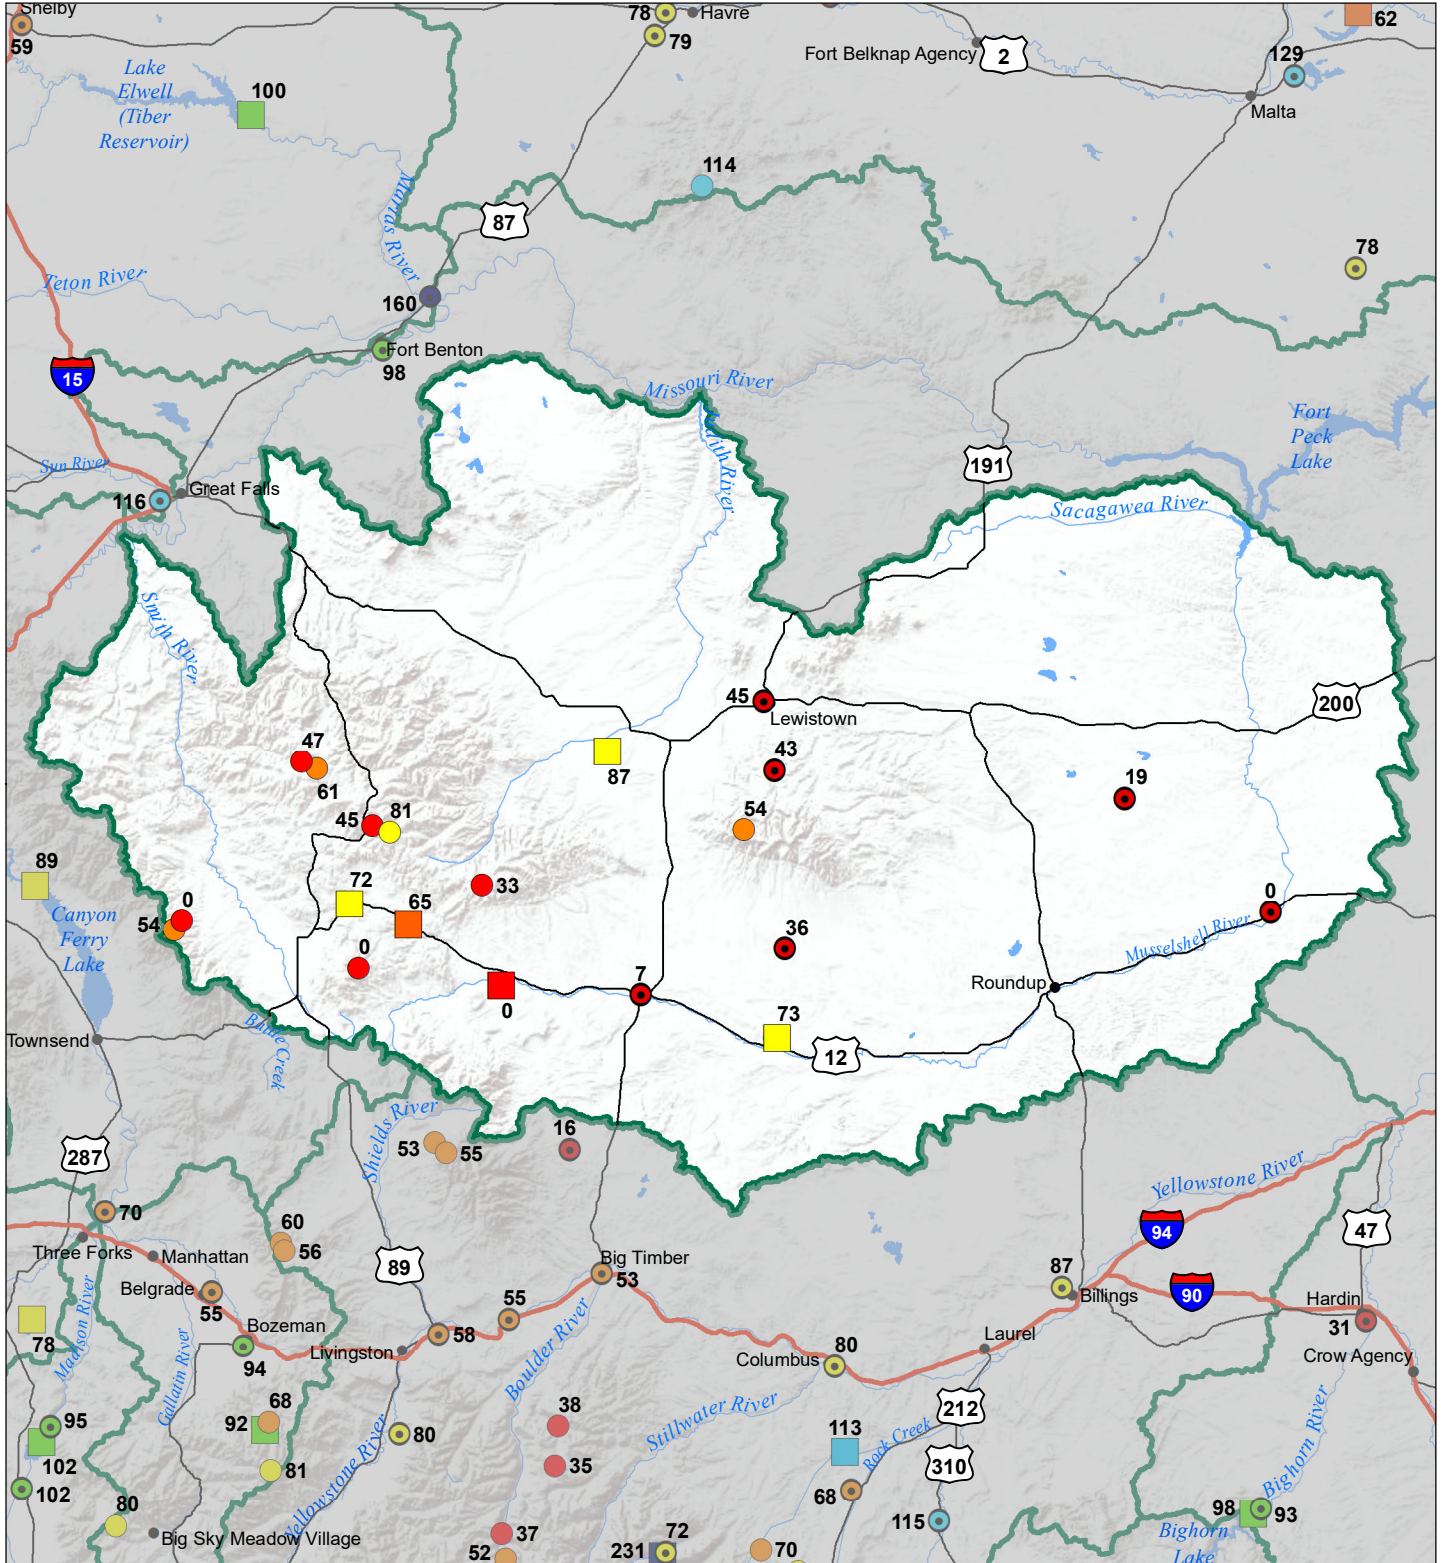 Shelby
59
Lake
Elwell
(Tiber
Reservoir)
100
78
Havre
79
Fort Belknap Agency
2
62
129
Malta
114
Marias River
87
78
Teton River
160
Fort Benton
98
15
Missouri River
Judith River
Fort
Peck
Lake
191
Sun River
Great Falls
116
Sacagawea River
Smith River
200
45
Lewistown
47
61
43
87
19
54
45
81
89
72
65
33
0
54
Canyon
Ferry
Lake
0
0
36
Musselshell River
0
7
Roundup
73
12
Townsend
Battle Creek
Shields River
16
53
55
287
Yellowstone River
70
60
56
94
47
Three Forks
Manhattan
89
Big Timber
53
87
Billings
90
Belgrade
55
55
Hardin
31
Madison River
78
Bozeman
94
Livingston
58
Boulder River
Columbus
80
Laurel
Crow Agency
Gallatin River
68
92
38
Stillwater River
212
95
102
80
113
Rock Creek
81
35
310
Bighorn River
102
Yellowstone River
68
80
Big Sky Meadow Village
37
52
72
231
70
115
98
93
Bighorn
Lake